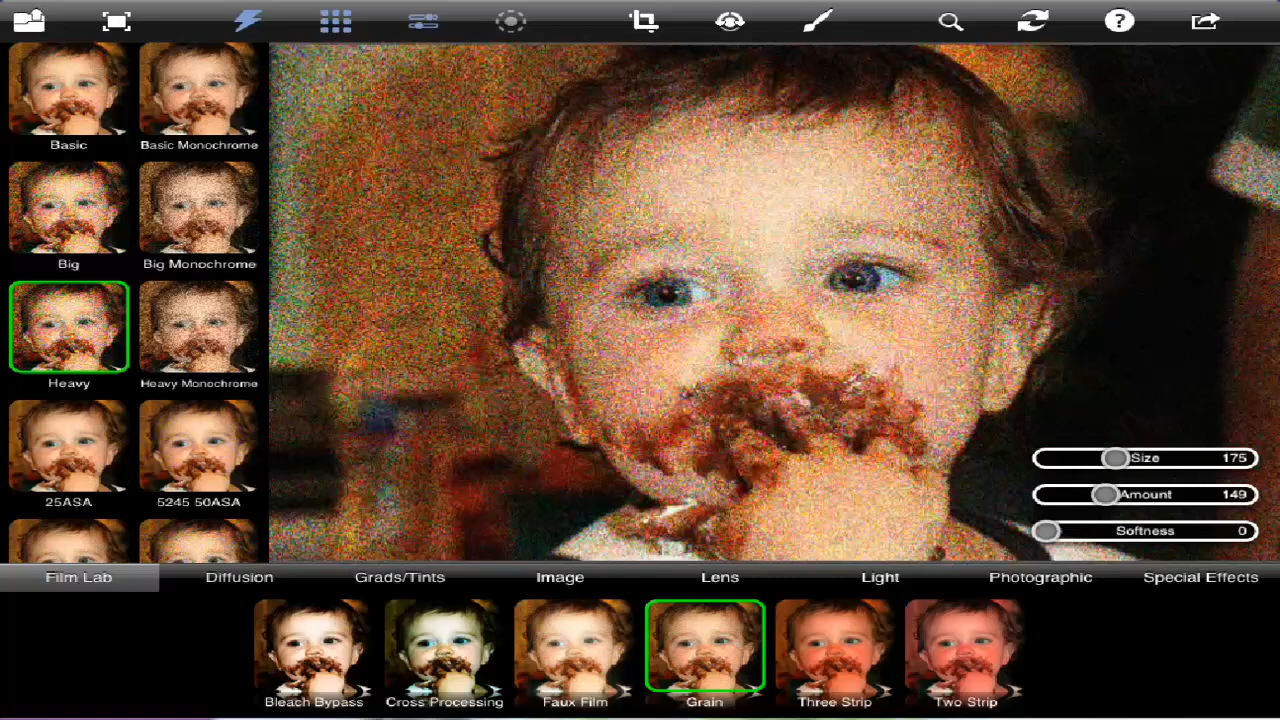 Basic Basic Monochrome
Big Big Monochrome
Heavy Heavy Monochrome
25ASA 5245 50ASA
Size 175
Amount 149
Softness 0
Film Lab Diffusion Grads/Tints Image Lens Light Photographic Special Effects
Bleach Bypass Cross Processing Faux Film Grain Three Strip Two Strip